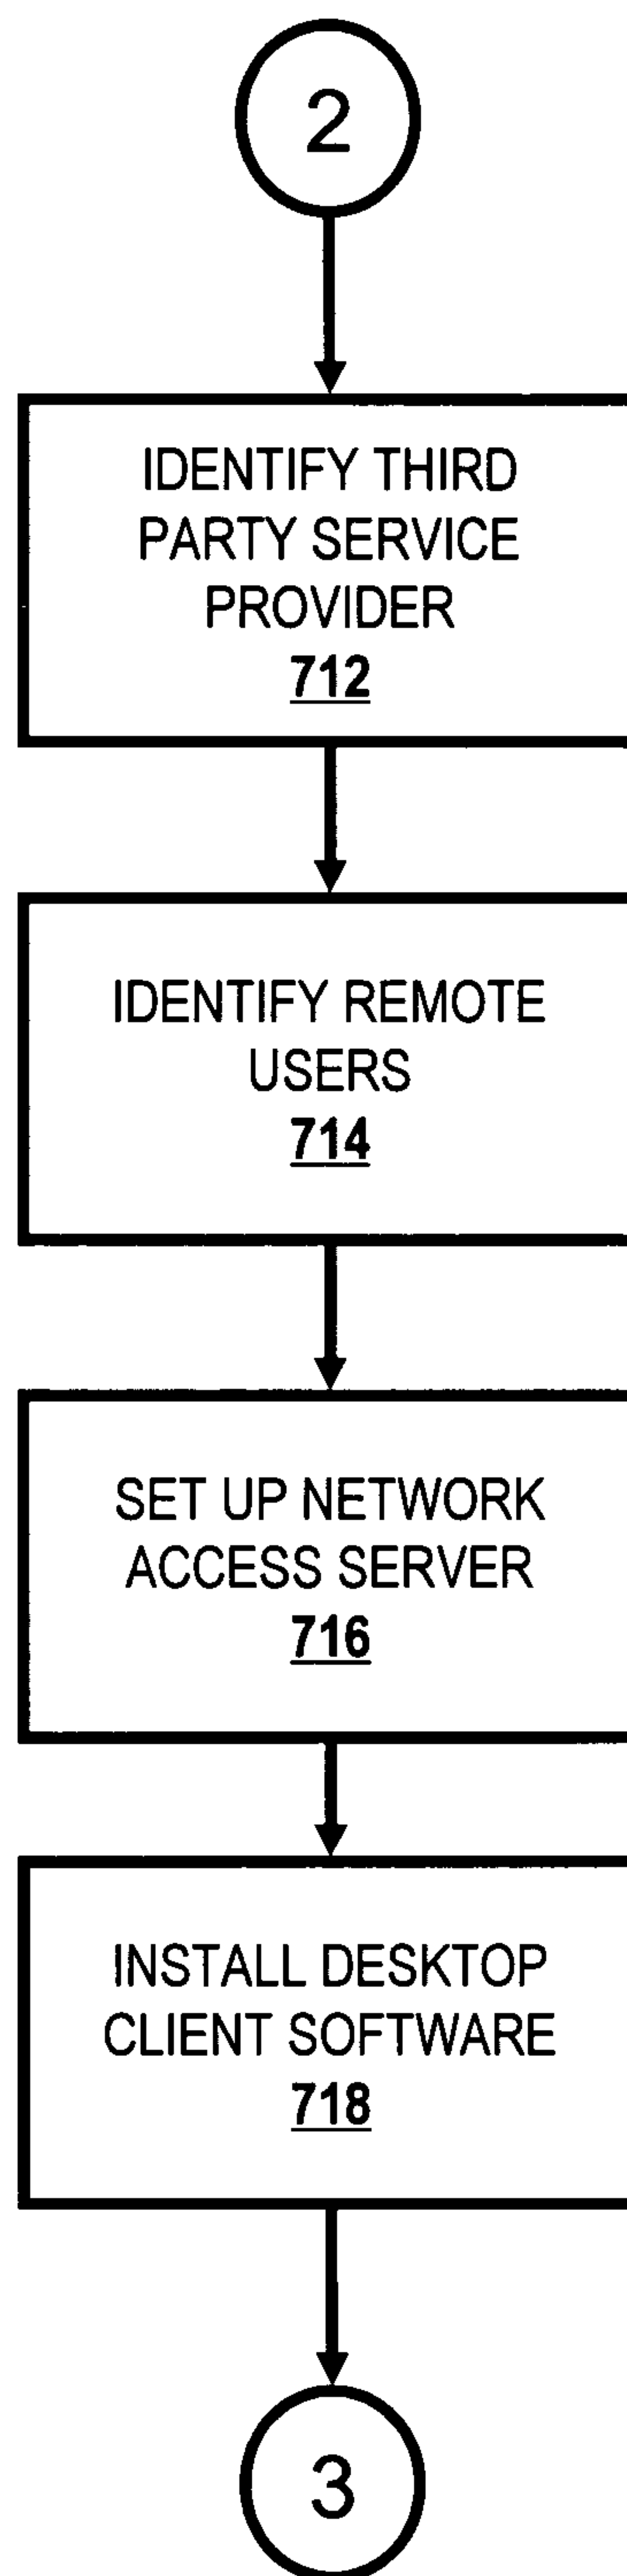 2
IDENTIFY THIRD
PARTY SERVICE
PROVIDER
712
IDENTIFY REMOTE
USERS
714
SET UP NETWORK
ACCESS SERVER
716
INSTALL DESKTOP
CLIENT SOFTWARE
718
3